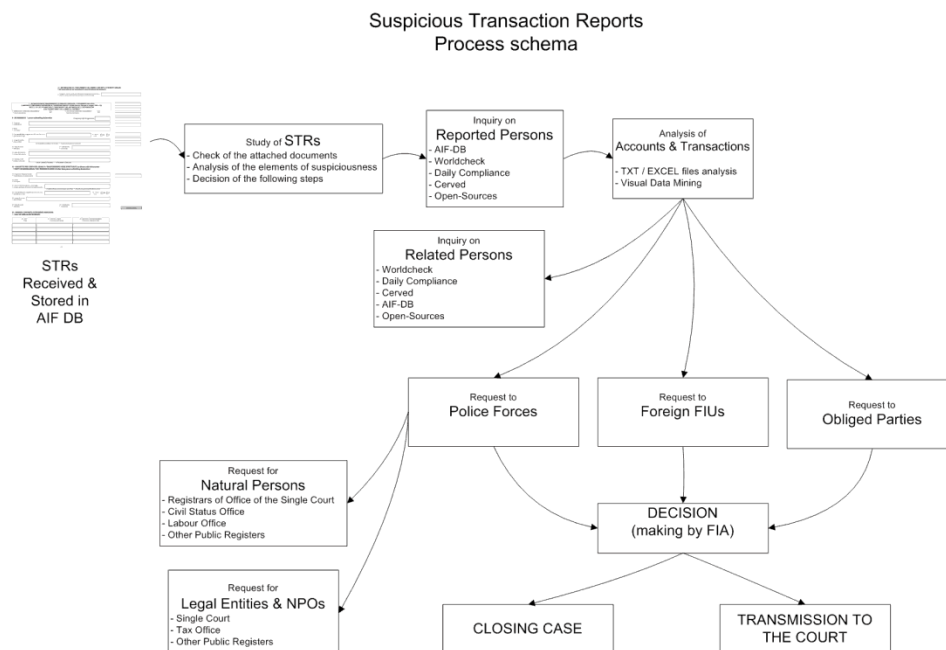 Suspicious Transaction Reports
Process schema
STRs
Received &
Stored in
AIF DB
Study of STRs
- Check of the attached documents
- Analysis of the elements of suspiciousness
- Decision of the following steps
Inquiry on
Reported Persons
- AIF-DB
- Worldcheck
- Daily Compliance
- Cerved
- Open-Sources
Analysis of
Accounts & Transactions
- TXT / EXCEL files analysis
- Visual Data Mining
Inquiry on
Related Persons
- Worldcheck
- Daily Compliance
- Cerved
- AIF-DB
- Open-Sources
Request to
Police Forces
Request to
Foreign FIUs
Request to
Obliged Parties
Request for
Natural Persons
- Registrars of Office of the Single Court
- Civil Status Office
- Labour Office
- Other Public Registers
DECISION
(making by FIA)
Request for
Legal Entities & NPOs
- Single Court
- Tax Office
- Other Public Registers
CLOSING CASE
TRANSMISSION TO
THE COURT